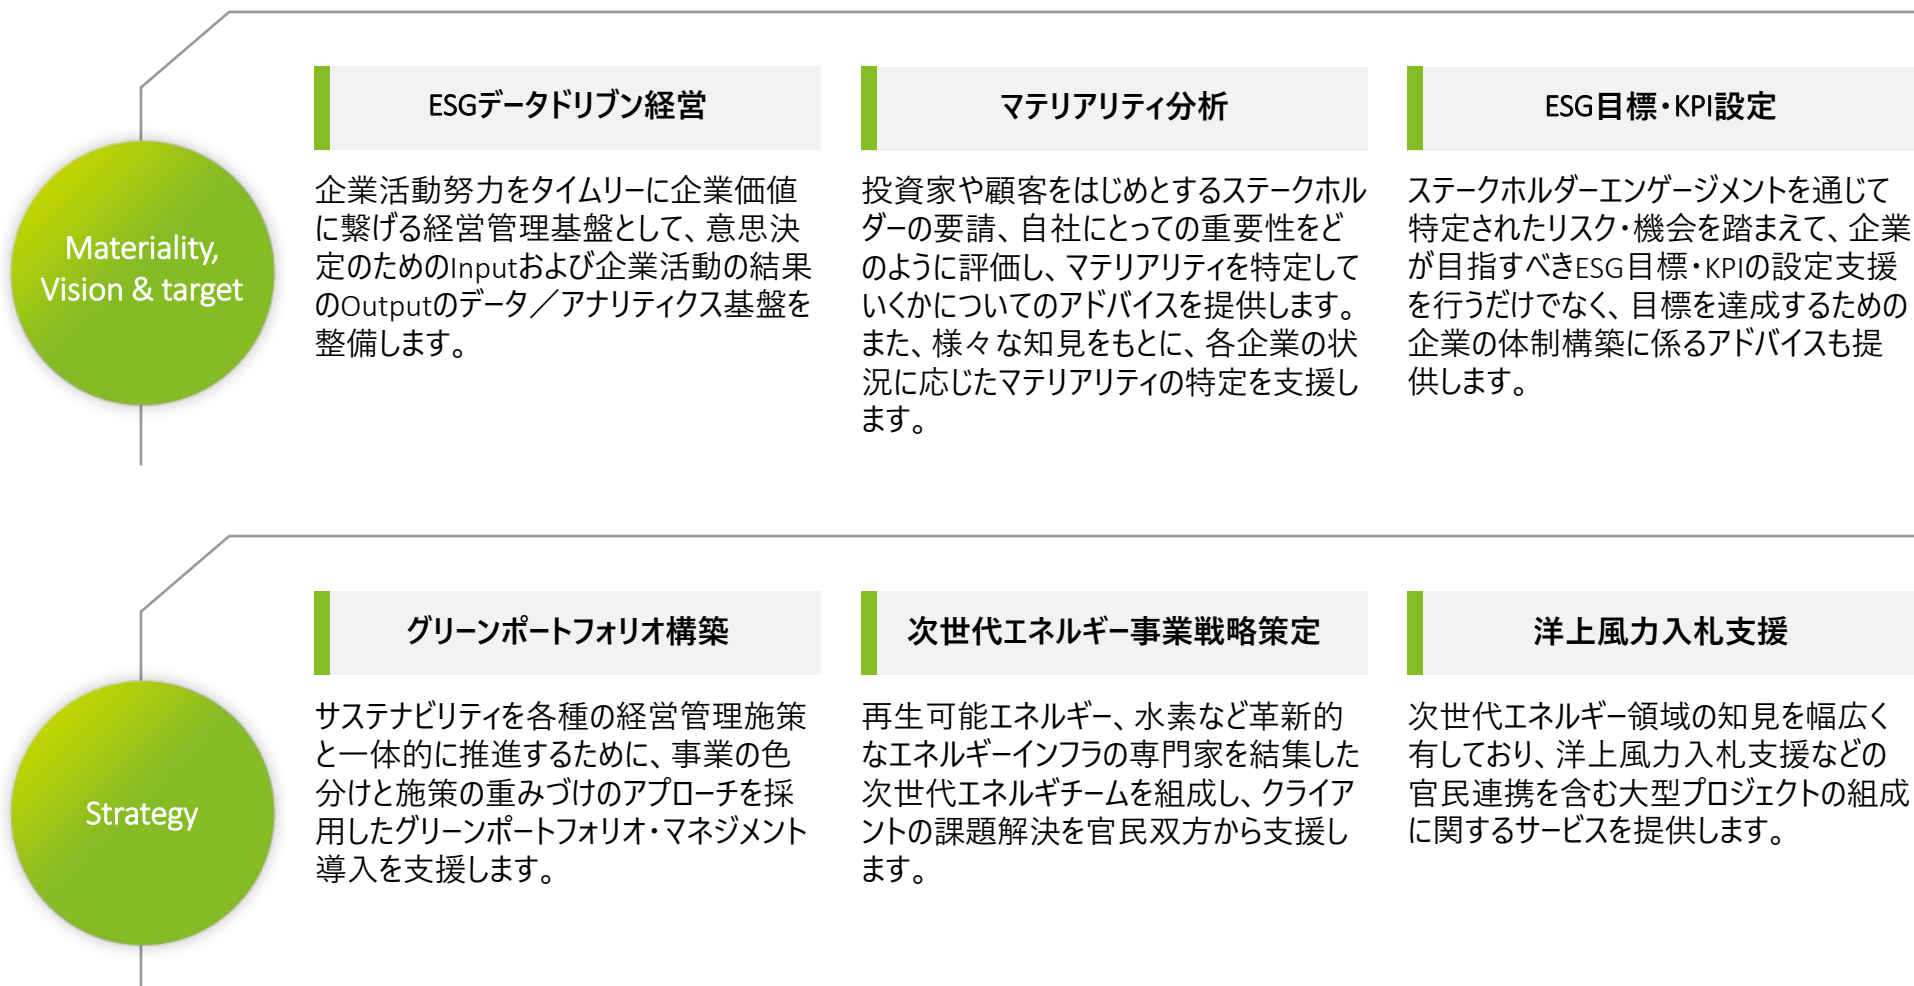 Materiality,
Vision & target
ESGデータドリブン経営
企業活動努力をタイムリーに企業価値
に繋げる経営管理基盤として、意思決
定のためのInputおよび企業活動の結果
のOutputのデータ／アナリティクス基盤を
整備します。
マテリアリティ分析
投資家や顧客をはじめとするステークホル
ダーの要請、自社にとっての重要性をど
のように評価し、マテリアリティを特定して
いくかについてのアドバイスを提供します。
また、様々な知見をもとに、各企業の状
況に応じたマテリアリティの特定を支援し
ます。
ESG目標・KPI設定
ステークホルダーエンゲージメントを通じて
特定されたリスク・機会を踏まえて、企業
が目指すべきESG目標・KPIの設定支援
を行うだけでなく、目標を達成するための
企業の体制構築に係るアドバイスも提
供します。
Strategy
グリーンポートフォリオ構築
サステナビリティを各種の経営管理施策
と一体的に推進するために、事業の色
分けと施策の重みづけのアプローチを採
用したグリーンポートフォリオ・マネジメント
導入を支援します。
次世代エネルギー事業戦略策定
再生可能エネルギー、水素など革新的
なエネルギーインフラの専門家を結集した
次世代エネルギチームを組成し、クライア
ントの課題解決を官民双方から支援し
ます。
洋上風力入札支援
次世代エネルギー領域の知見を幅広く
有しており、洋上風力入札支援などの
官民連携を含む大型プロジェクトの組成
に関するサービスを提供します。